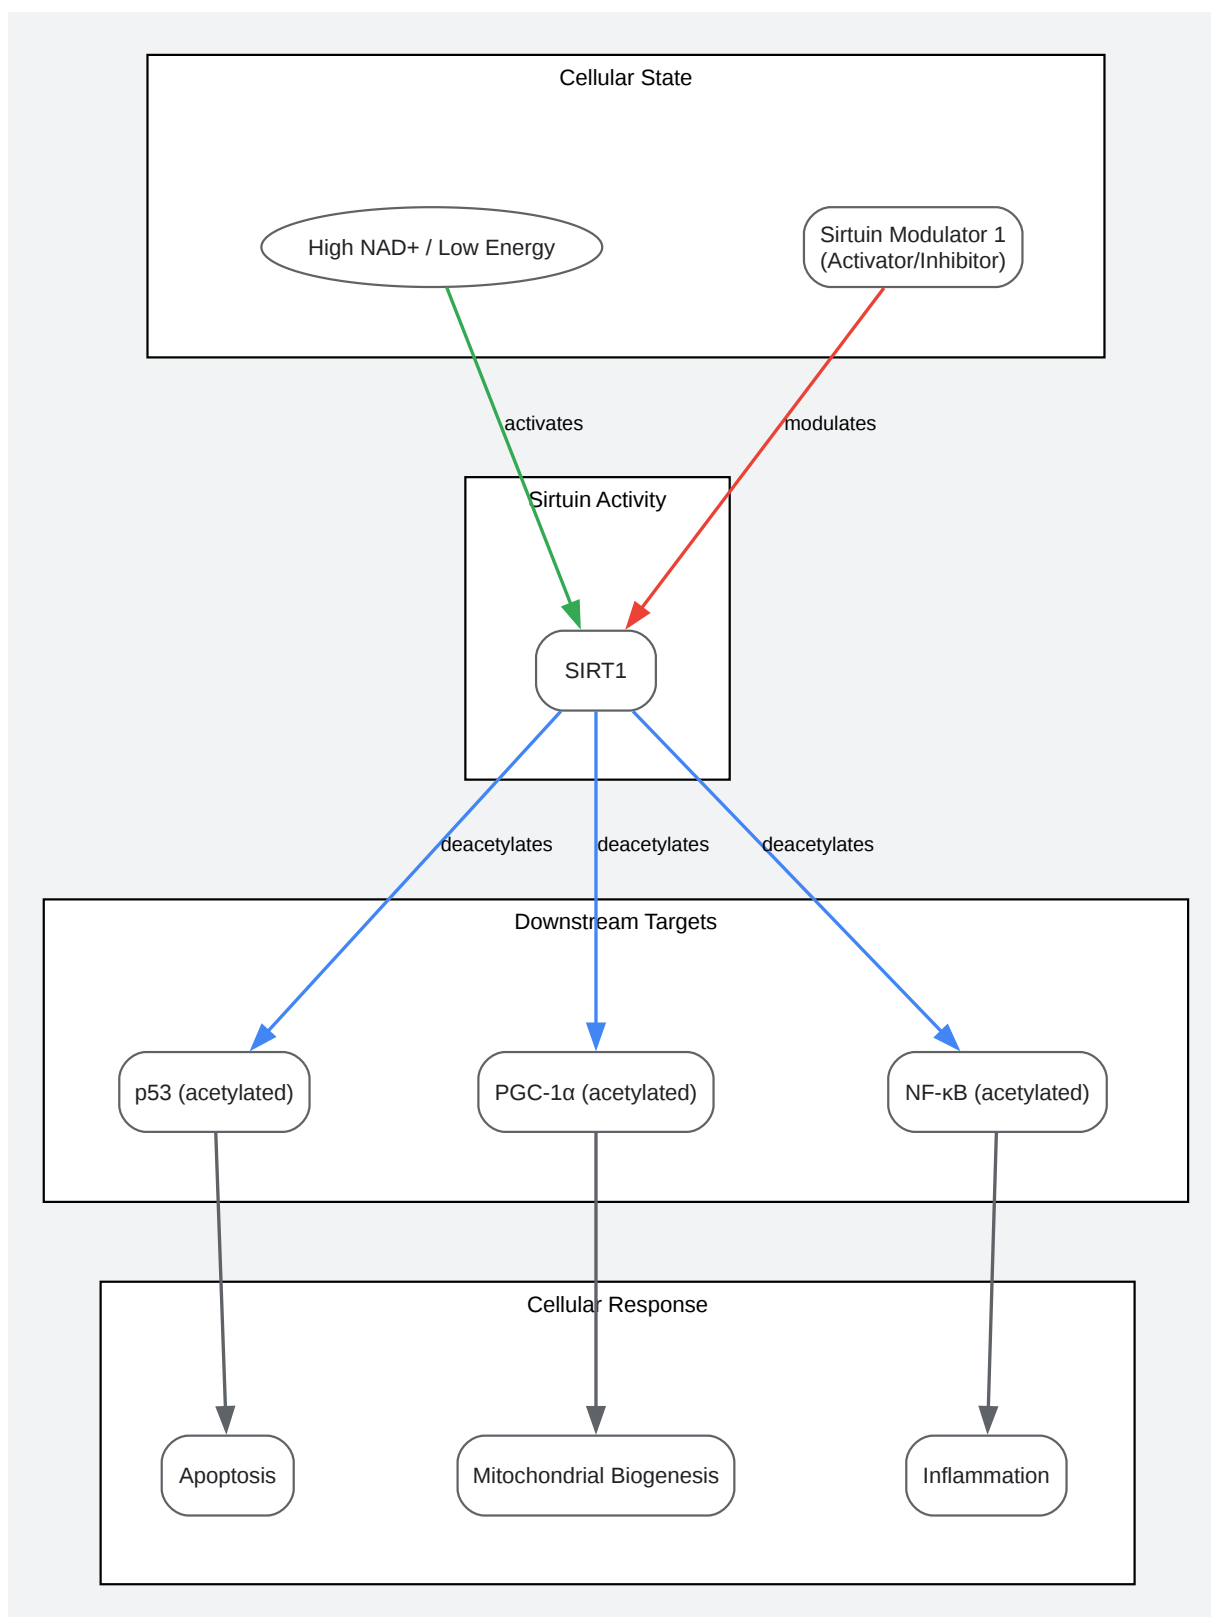 Cellular State
High NAD+ / Low Energy
Sirtuin Modulator 1
(Activator/Inhibitor)
activates
modulates
Sirtuin Activity
SIRT1
deacetylates
deacetylates
deacetylates
Downstream Targets
p53 (acetylated)
PGC-1α (acetylated)
NF-κB (acetylated)
Cellular Response
Apoptosis
Mitochondrial Biogenesis
Inflammation